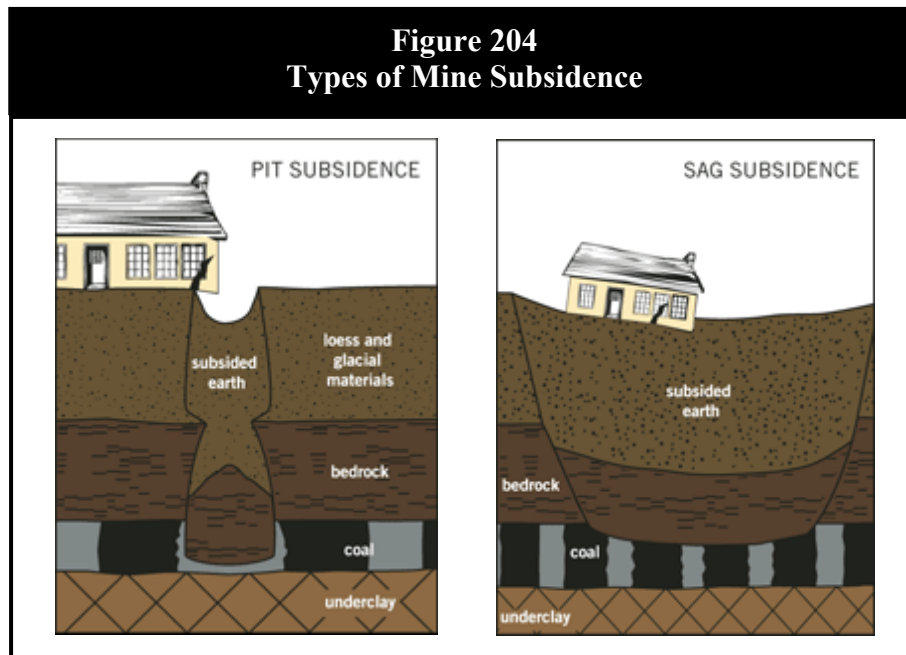 Figure 204
Types of Mine Subsidence
PIT SUBSIDENCE
subsided
earth
loess and
glacial
materials
bedrock
coal
underclay
SAG SUBSIDENCE
subsided
earth
bedrock
coal
underclay